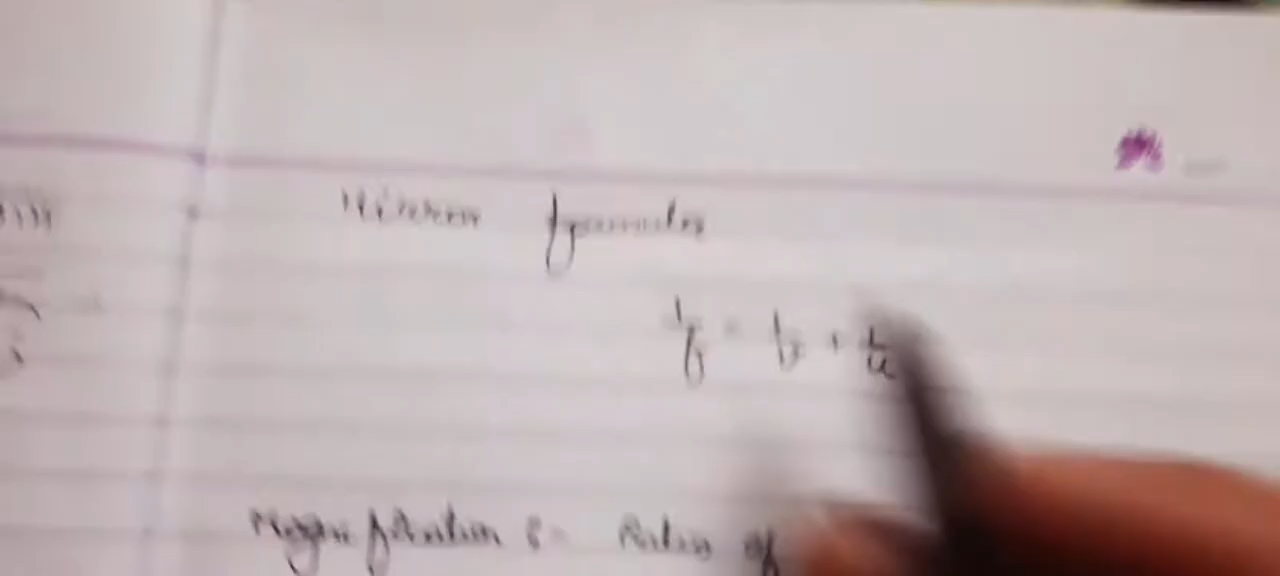 Mirror formula
1/f = 1/v + 1/u
Magnification :- Ratio of